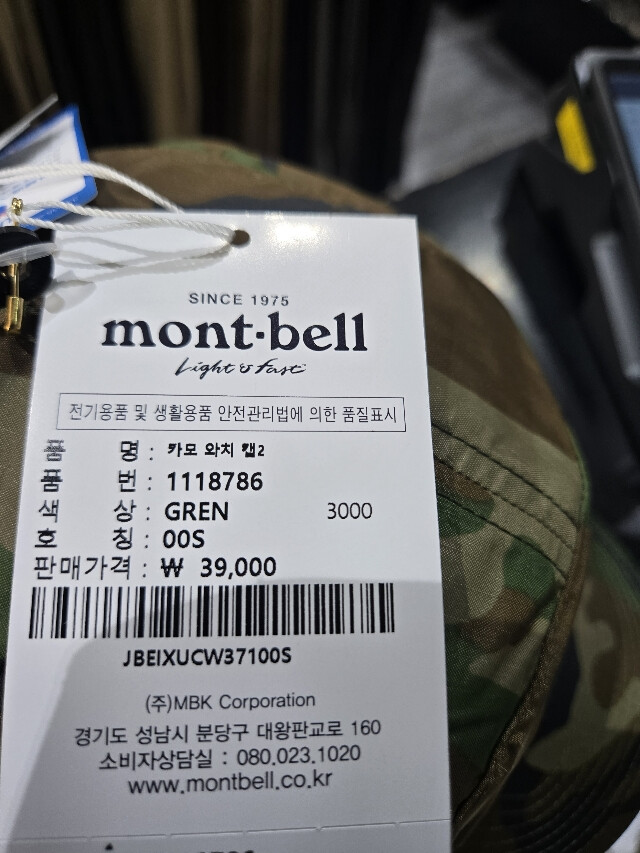 SINCE 1975
mont·bell
Light & Fast
전기용품 및 생활용품 안전관리법에 의한 품질표시
품 명 : 카모 와치 캡2
품 번 : 1118786
색 상 : GREN 3000
호 칭 : 00S
판매가격 : ₩ 39,000
JBEIXUCW37100S
(주)MBK Corporation
경기도 성남시 분당구 대왕판교로 160
소비자상담실 : 080.023.1020
www.montbell.co.kr